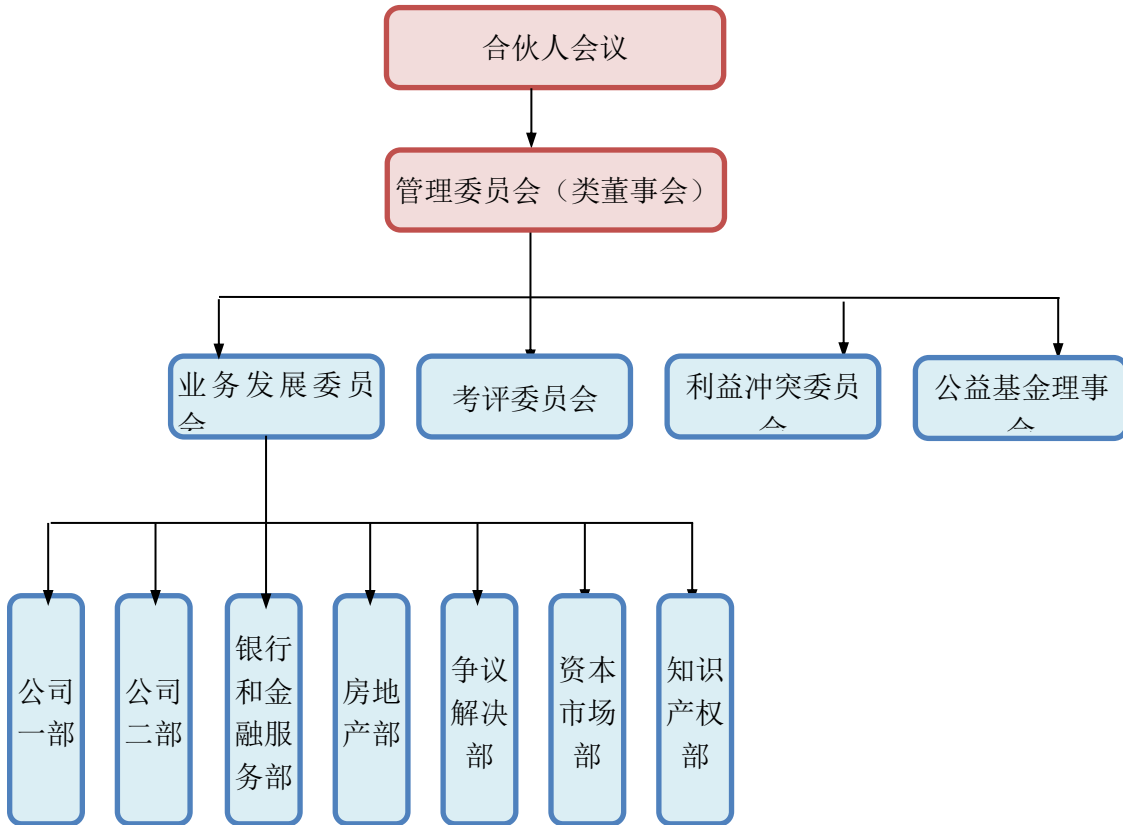 合伙人会议
管理委员会（类董事会）
业务发展委员
会
考评委员会
利益冲突委员
会
公益基金理事
会
公司
一部
公司
二部
银行
和金
融服
务部
房地
产部
争议
解决
部
资本
市场
部
知识
产权
部